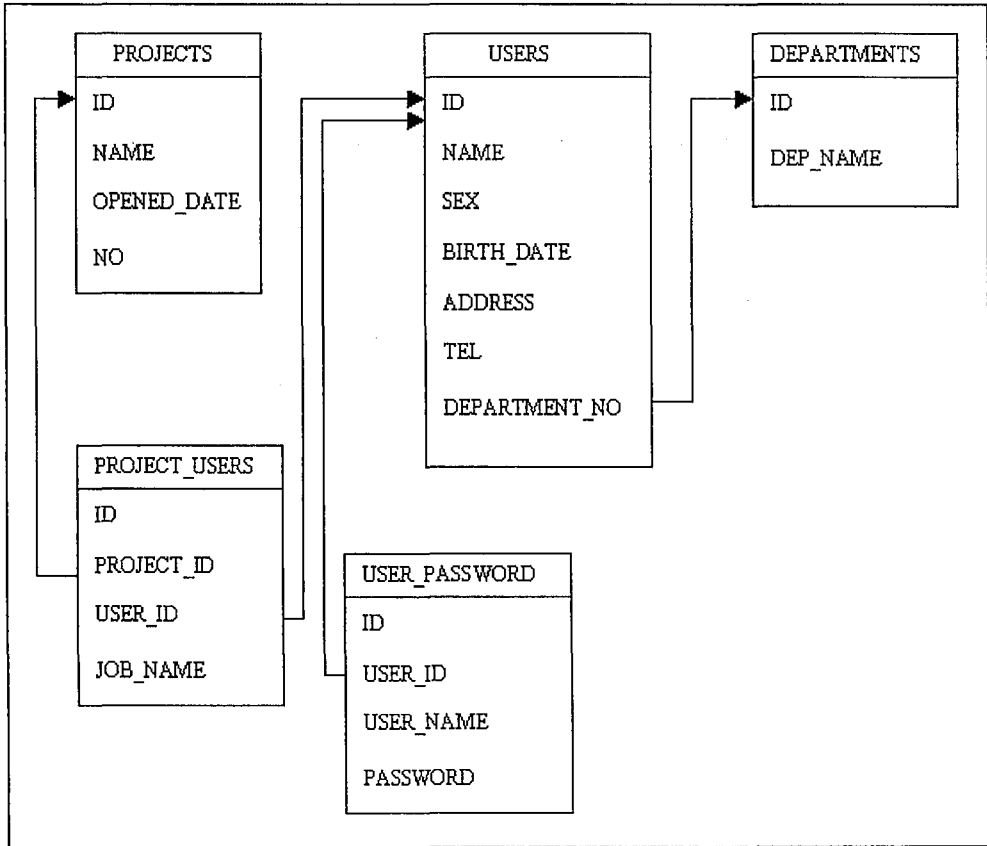 PROJECTS
ID
NAME
OPENED_DATE
NO
USERS
ID
NAME
SEX
BIRTH_DATE
ADDRESS
TEL
DEPARTMENT_NO
DEPARTMENTS
ID
DEP_NAME
PROJECT_USERS
ID
PROJECT_ID
USER_ID
JOB_NAME
USER_PASSWORD
ID
USER_ID
USER_NAME
PASSWORD